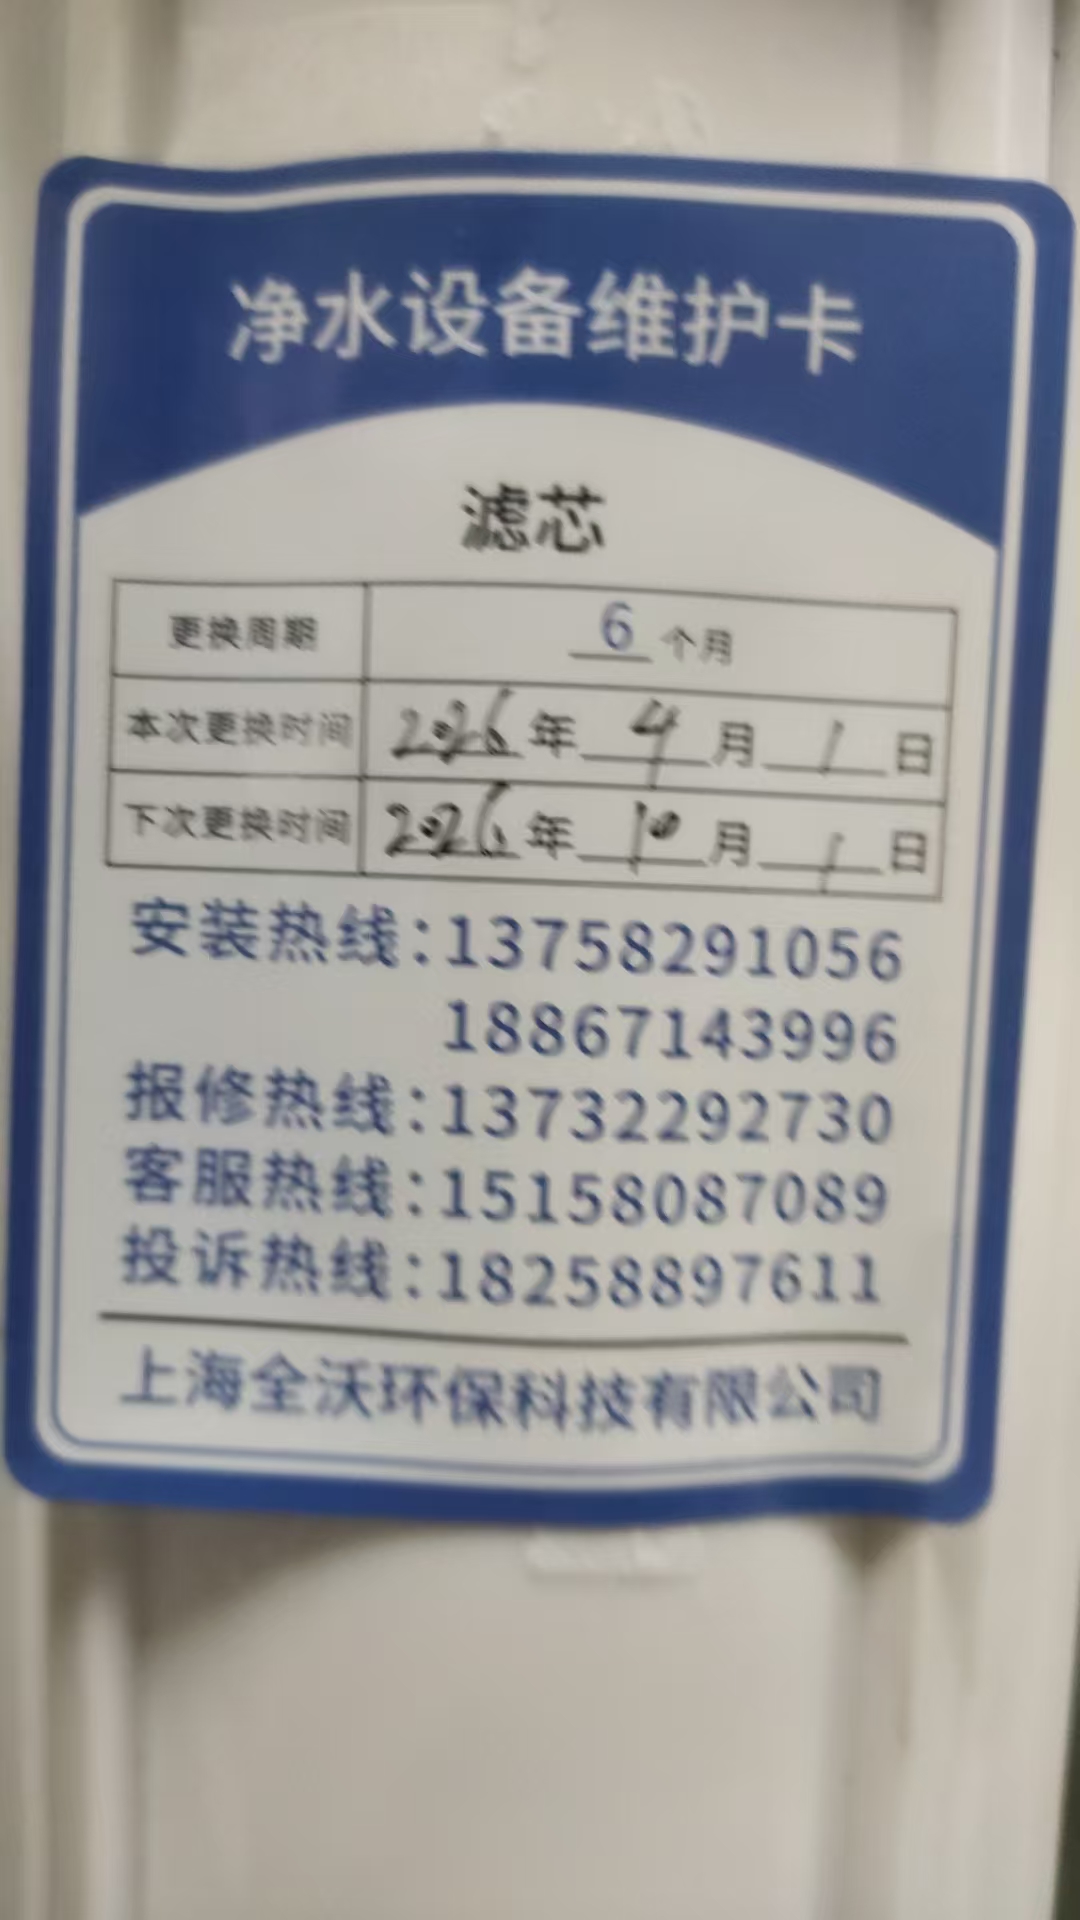 净水设备维护卡
滤芯
更换周期 6 个月
本次更换时间 2026 年 4 月 1 日
下次更换时间 2026 年 10 月 1 日
安装热线:13758291056
18867143996
报修热线:13732292730
客服热线:15158087089
投诉热线:18258897611
上海全沃环保科技有限公司